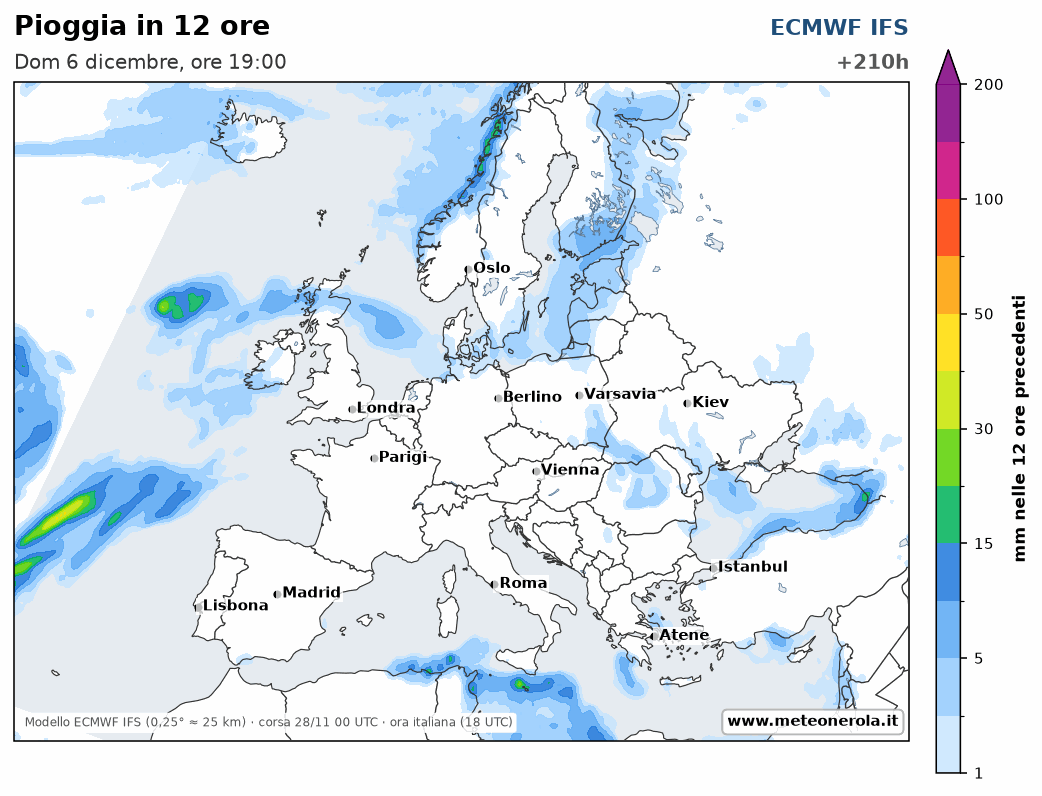 Pioggia in 12 ore
ECMWF IFS
Dom 6 dicembre, ore 19:00
+210h
200
100
50
30
15
5
1
mm nelle 12 ore precedenti
Oslo
Berlino
Varsavia
Kiev
Londra
Parigi
Vienna
Istanbul
Roma
Madrid
Lisbona
Atene
Modello ECMWF IFS (0,25° ≈ 25 km) · corsa 28/11 00 UTC · ora italiana (18 UTC)
www.meteonerola.it